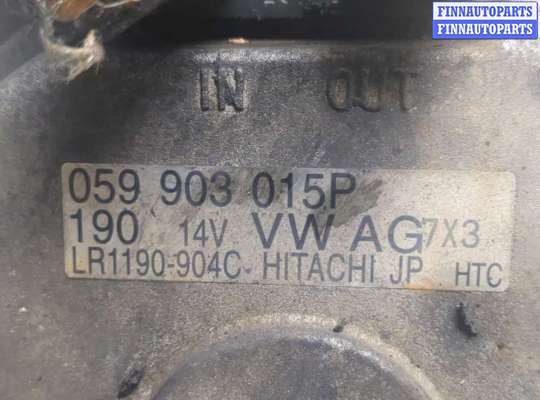 FINNAUTOPARTS
FINNAUTOPARTS
IN OUT
059 903 015P
190 14V VW AG 7X3
LR1190-904C HITACHI JP HTC